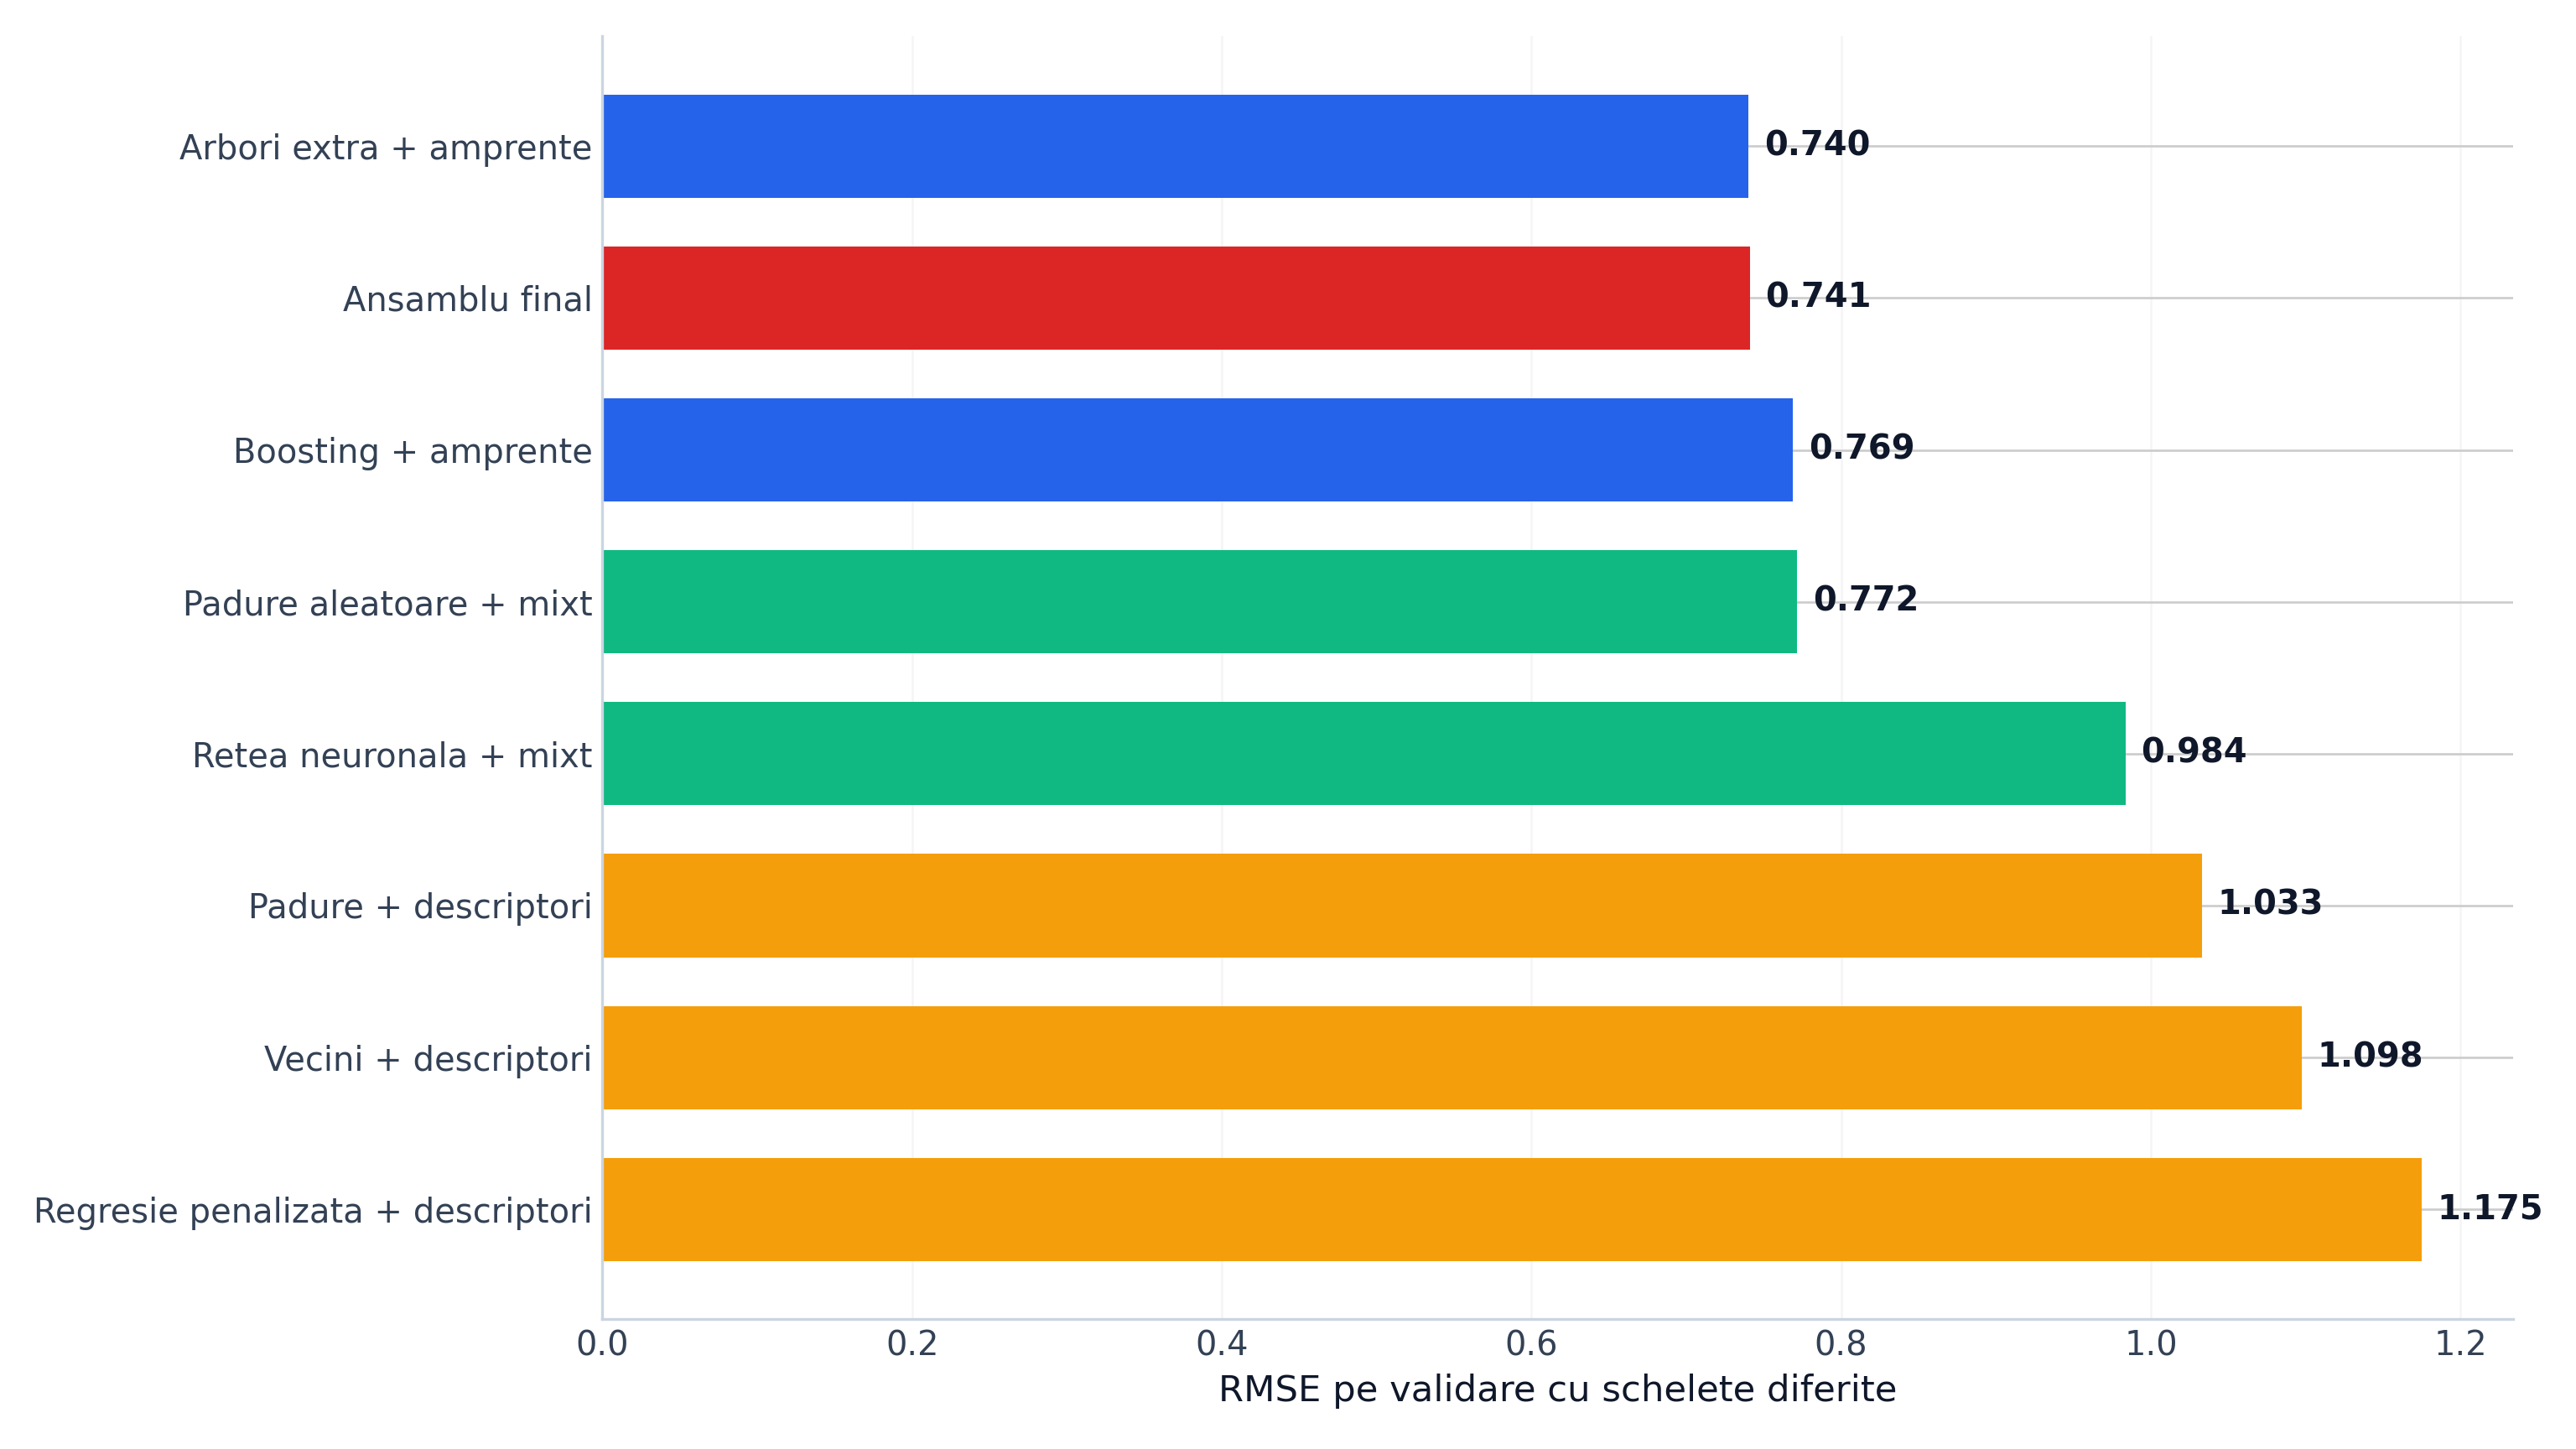 Arbori extra + amprente 0.740
Ansamblu final 0.741
Boosting + amprente 0.769
Padure aleatoare + mixt 0.772
Retea neuronala + mixt 0.984
Padure + descriptori 1.033
Vecini + descriptori 1.098
Regresie penalizata + descriptori 1.175
0.0 0.2 0.4 0.6 0.8 1.0 1.2
RMSE pe validare cu schelete diferite